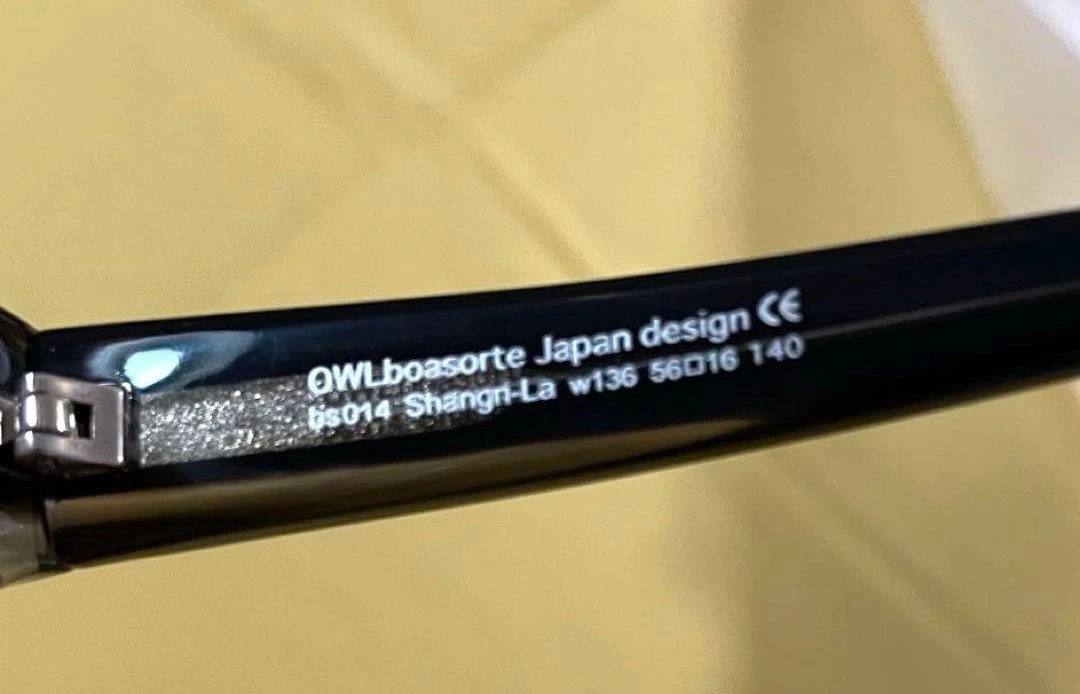 OWLboasorte Japan design CE
bs014 Shangri-La w136 56□16 140